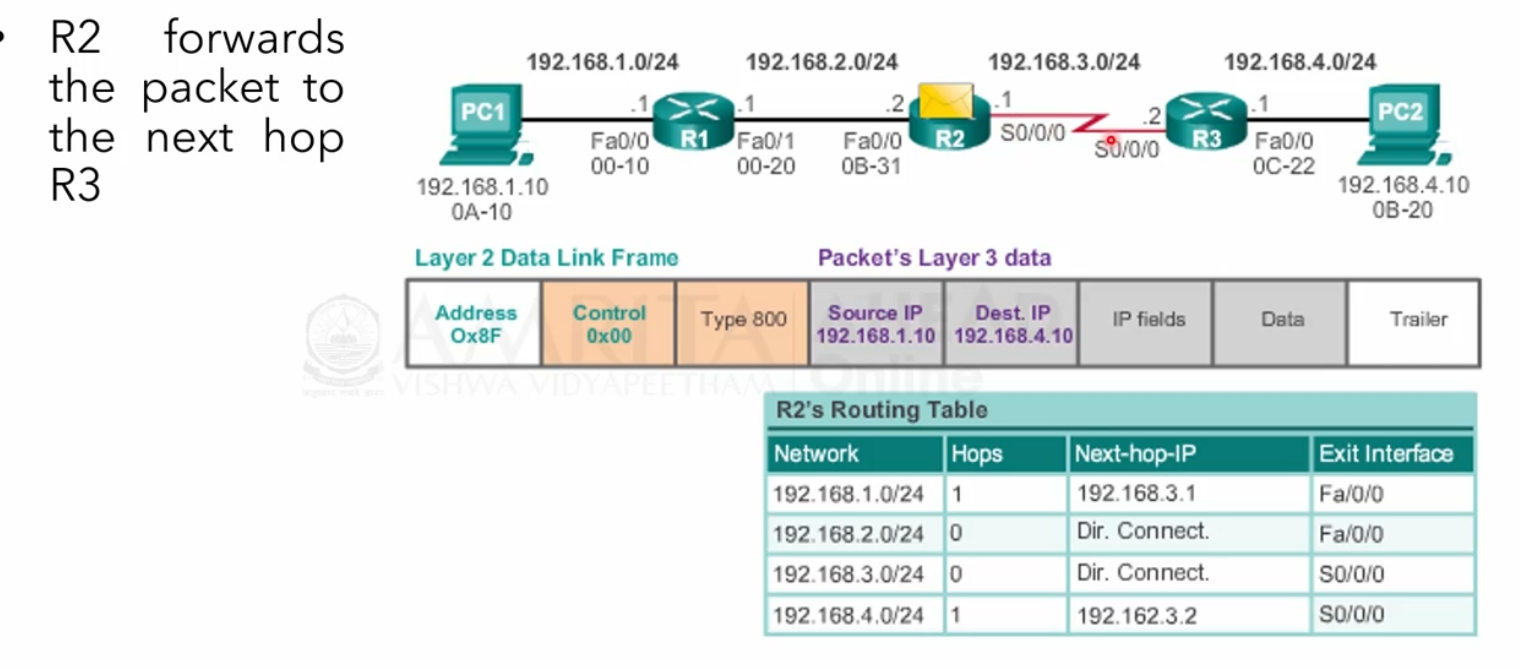 • R2 forwards
the packet to
the next hop
R3
192.168.1.0/24 192.168.2.0/24 192.168.3.0/24 192.168.4.0/24
PC1 .1 R1 .1 .2 R2 .1 .2 R3 .1 PC2
Fa0/0 Fa0/1 Fa0/0 S0/0/0 S0/0/0 Fa0/0
00-10 00-20 0B-31 0C-22
192.168.1.10 192.168.4.10
0A-10 0B-20
Layer 2 Data Link Frame Packet's Layer 3 data
Address Control Type 800 Source IP Dest. IP IP fields Data Trailer
Ox8F 0x00 192.168.1.10 192.168.4.10
AMRITA
VISHWA VIDYAPEETHAM Online
R2's Routing Table
Network Hops Next-hop-IP Exit Interface
192.168.1.0/24 1 192.168.3.1 Fa/0/0
192.168.2.0/24 0 Dir. Connect. Fa/0/0
192.168.3.0/24 0 Dir. Connect. S0/0/0
192.168.4.0/24 1 192.162.3.2 S0/0/0